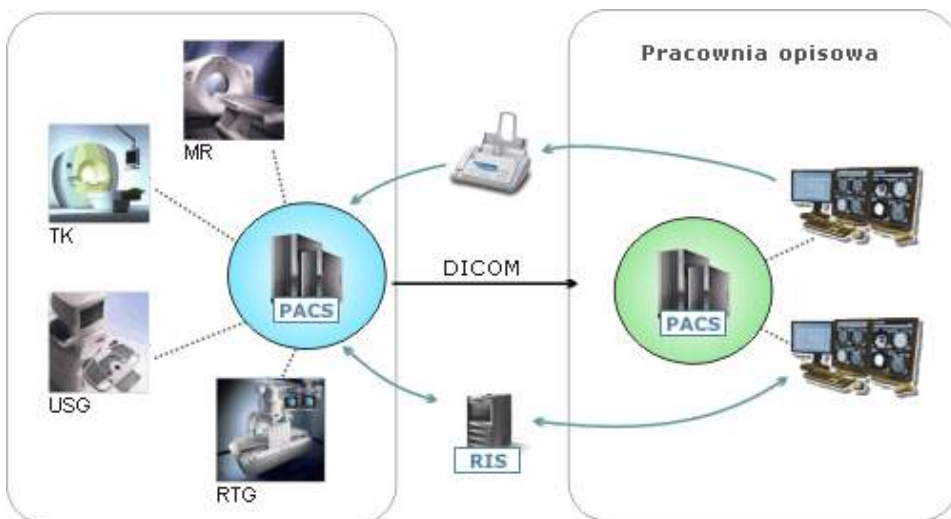 Pracownia opisowa
MR
TK
DICOM
PACS
PACS
USG
RIS
RTG